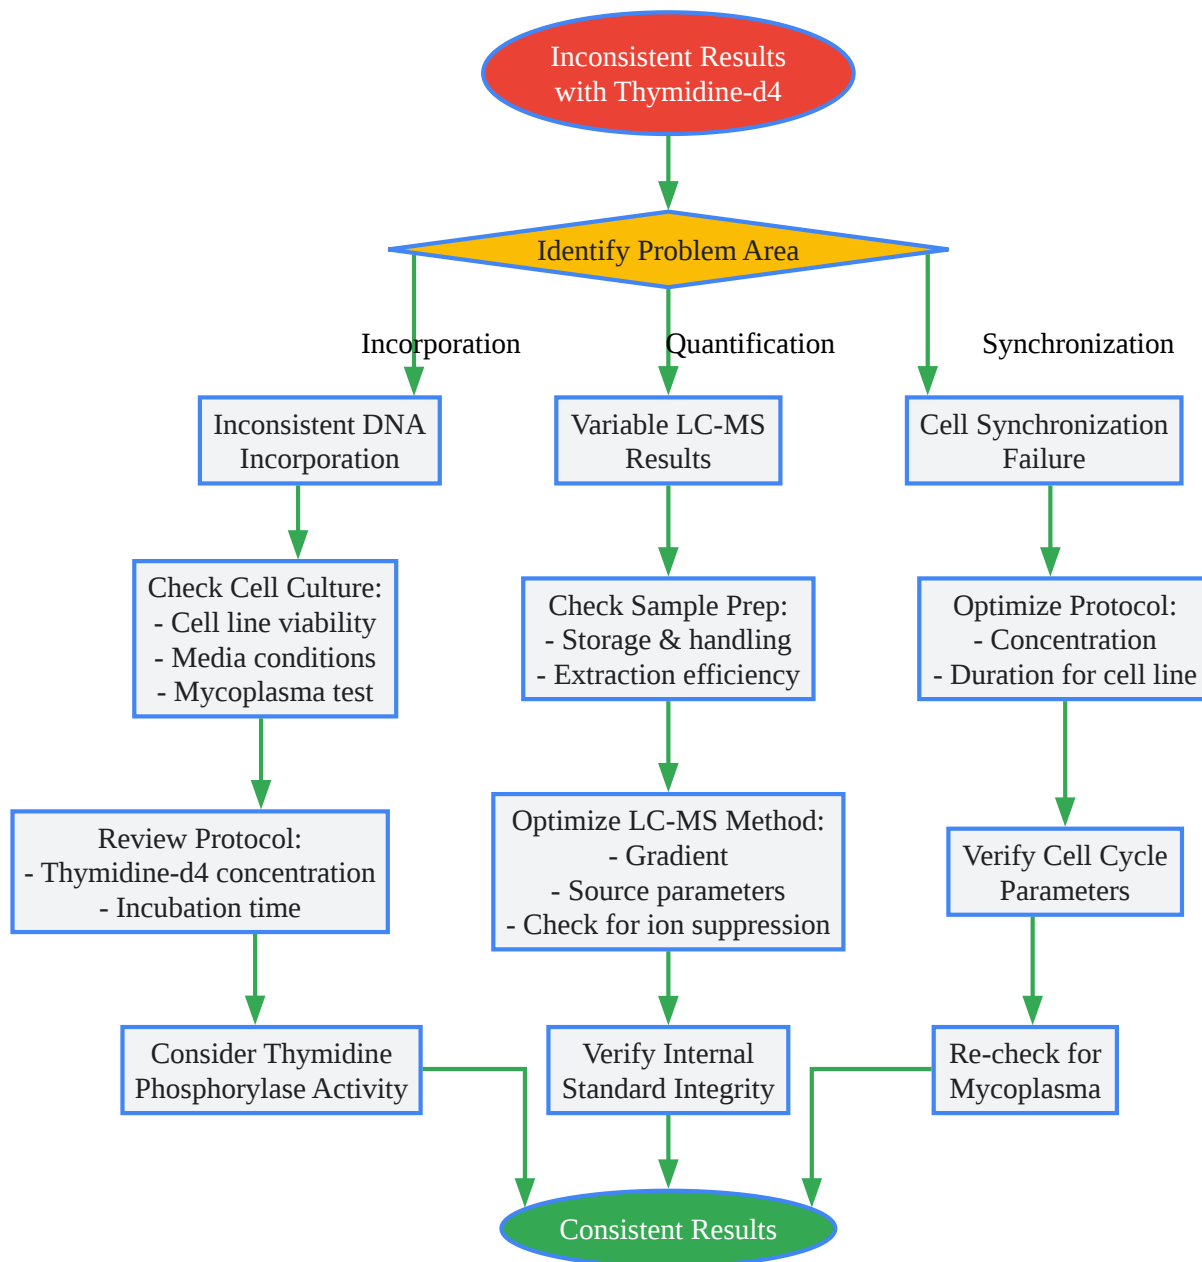 Inconsistent Results
with Thymidine-d4
Identify Problem Area
Incorporation
Quantification
Synchronization
Inconsistent DNA
Incorporation
Variable LC-MS
Results
Cell Synchronization
Failure
Check Cell Culture:
- Cell line viability
- Media conditions
- Mycoplasma test
Check Sample Prep:
- Storage & handling
- Extraction efficiency
Optimize Protocol:
- Concentration
- Duration for cell line
Review Protocol:
- Thymidine-d4 concentration
- Incubation time
Optimize LC-MS Method:
- Gradient
- Source parameters
- Check for ion suppression
Verify Cell Cycle
Parameters
Consider Thymidine
Phosphorylase Activity
Verify Internal
Standard Integrity
Re-check for
Mycoplasma
Consistent Results